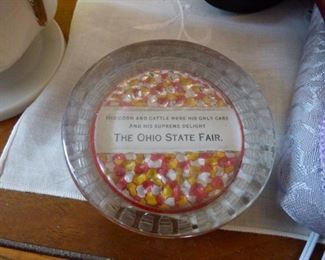 His corn and cattle were his only care
And his supreme delight
The Ohio State Fair.